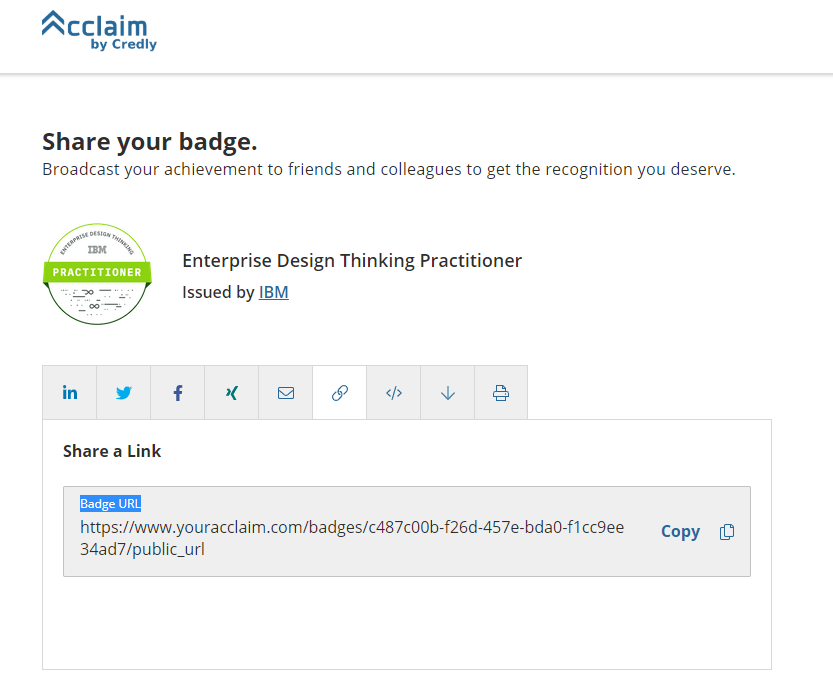 Acclaim
by Credly
Share your badge.
Broadcast your achievement to friends and colleagues to get the recognition you deserve.
ENTERPRISE DESIGN THINKING
IBM
PRACTITIONER
Enterprise Design Thinking Practitioner
Issued by IBM
Share a Link
Badge URL
https://www.youracclaim.com/badges/c487c00b-f26d-457e-bda0-f1cc9ee
34ad7/public_url
Copy